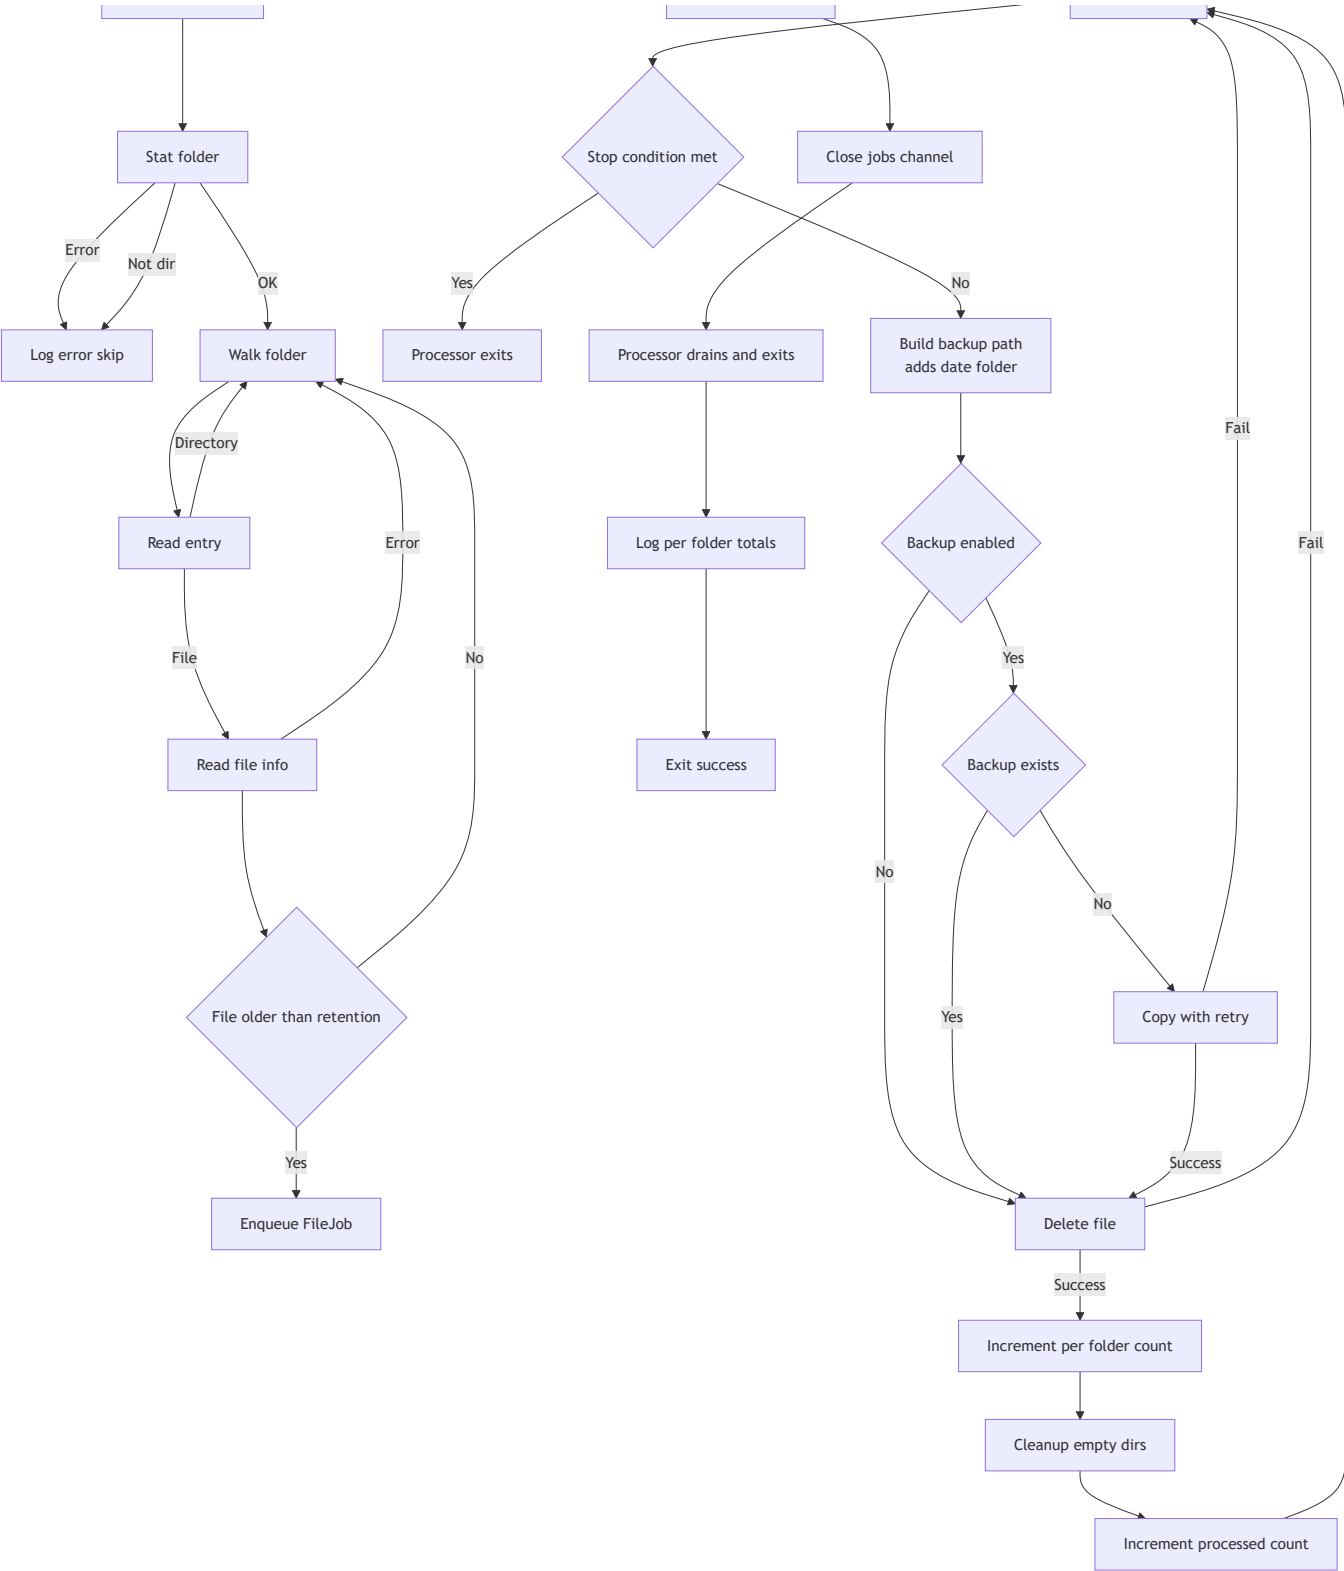 Stat folder
Stop condition met
Close jobs channel
Error
Not dir
OK
Yes
No
Log error skip
Walk folder
Processor exits
Processor drains and exits
Build backup path
adds date folder
Directory
Fail
Read entry
Error
Log per folder totals
Backup enabled
Fail
File
No
Yes
Read file info
Exit success
Backup exists
No
No
File older than retention
Yes
Copy with retry
Yes
Success
Enqueue FileJob
Delete file
Success
Increment per folder count
Cleanup empty dirs
Increment processed count